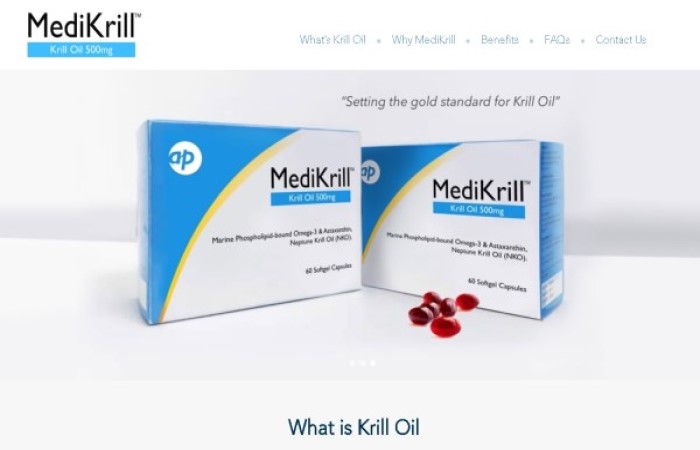 MediKrill™
Krill Oil 500mg
What's Krill Oil • Why MediKrill • Benefits • FAQs • Contact Us
“Setting the gold standard for Krill Oil”
ap
MediKrill™
Krill Oil 500mg
Marine Phospholipid-bound Omega-3 & Astaxanthin,
Neptune Krill Oil (NKO).
60 Softgel Capsules
ap
MediKrill™
Krill Oil 500mg
Marine Phospholipid-bound Omega-3 & Astaxanthin,
Neptune Krill Oil (NKO).
60 Softgel Capsules
What is Krill Oil